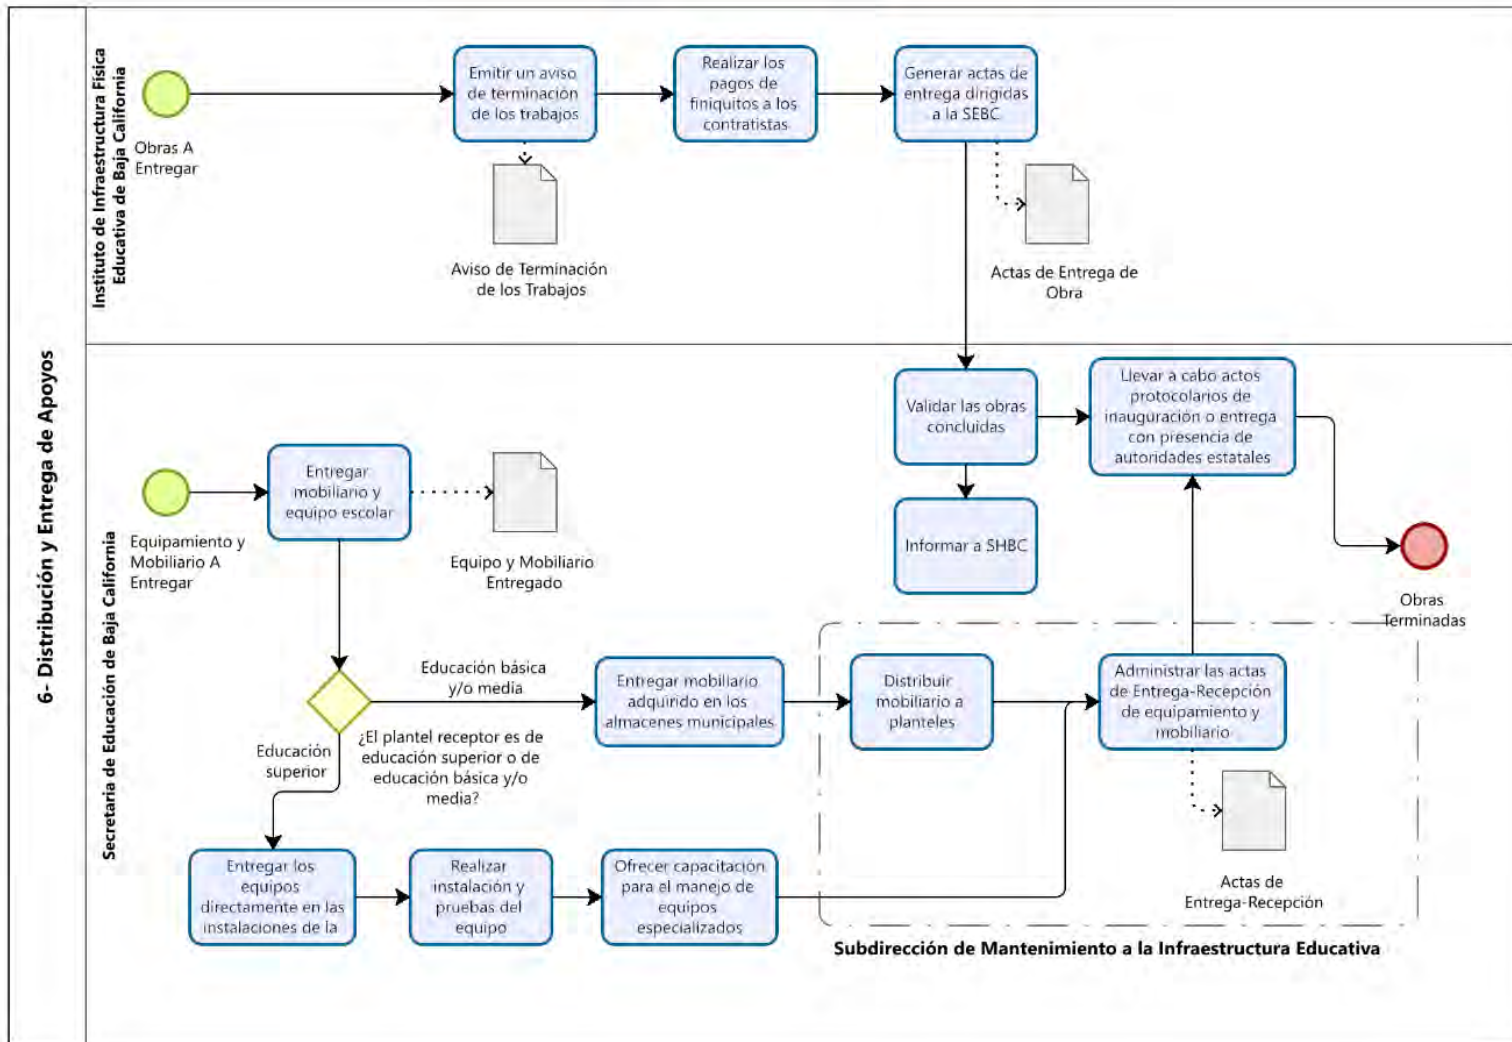 6- Distribución y Entrega de Apoyos
Instituto de Infraestructura Física
Educativa de Baja California
Obras A
Entregar
Emitir un aviso
de terminación
de los trabajos
Realizar los
pagos de
finiquitos a los
contratistas
Generar actas de
entrega dirigidas
a la SEBC
Aviso de Terminación
de los Trabajos
Actas de Entrega de
Obra
Secretaria de Educación de Baja California
Validar las obras
concluidas
Llevar a cabo actos
protocolarios de
inauguración o entrega
con presencia de
autoridades estatales
Informar a SHBC
Obras
Terminadas
Equipamiento y
Mobiliario A
Entregar
Entregar
mobiliario y
equipo escolar
Equipo y Mobiliario
Entregado
Educación básica
y/o media
¿El plantel receptor es de
educación superior o de
educación básica y/o
media?
Educación
superior
Entregar mobiliario
adquirido en los
almacenes municipales
Distribuir
mobiliario a
planteles
Administrar las actas
de Entrega-Recepción
de equipamiento y
mobiliario
Actas de
Entrega-Recepción
Entregar los
equipos
directamente en las
instalaciones de la
Realizar
instalación y
pruebas del
equipo
Ofrecer capacitación
para el manejo de
equipos
especializados
Subdirección de Mantenimiento a la Infraestructura Educativa